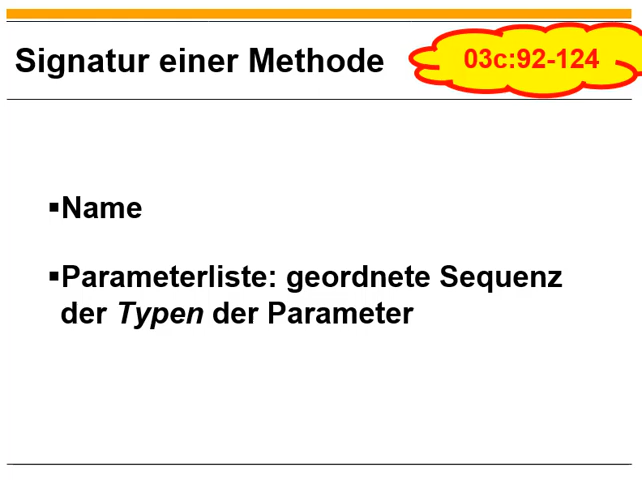 Signatur einer Methode
03c:92-124
▪Name
▪Parameterliste: geordnete Sequenz
der Typen der Parameter